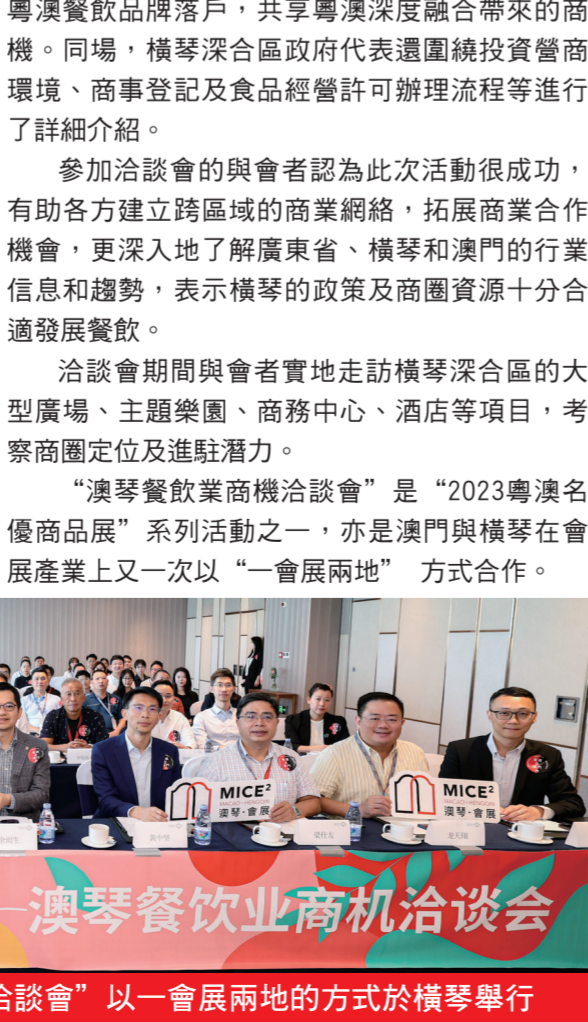 粵澳餐飲品牌落戶，共享粵澳深度融合帶來的商
機。同場，橫琴深合區政府代表還圍繞投資營商
環境、商事登記及食品經營許可辦理流程等進行
了詳細介紹。
參加洽談會的與會者認為此次活動很成功，
有助各方建立跨區域的商業網絡，拓展商業合作
機會，更深入地了解廣東省、橫琴和澳門的行業
信息和趨勢，表示橫琴的政策及商圈資源十分合
適發展餐飲。
洽談會期間與會者實地走訪橫琴深合區的大
型廣場、主題樂園、商務中心、酒店等項目，考
察商圈定位及進駐潛力。
“澳琴餐飲業商機洽談會”是“2023粵澳名
優商品展”系列活動之一，亦是澳門與橫琴在會
展產業上又一次以“一會展兩地” 方式合作。
MICE²
MACAO+HENGQIN
澳琴·會展
MICE²
MACAO+HENGQIN
澳琴·會展
黃中堅
梁仕友
龙天翔
澳琴餐饮业商机洽谈会
洽談會”以一會展兩地的方式於橫琴舉行